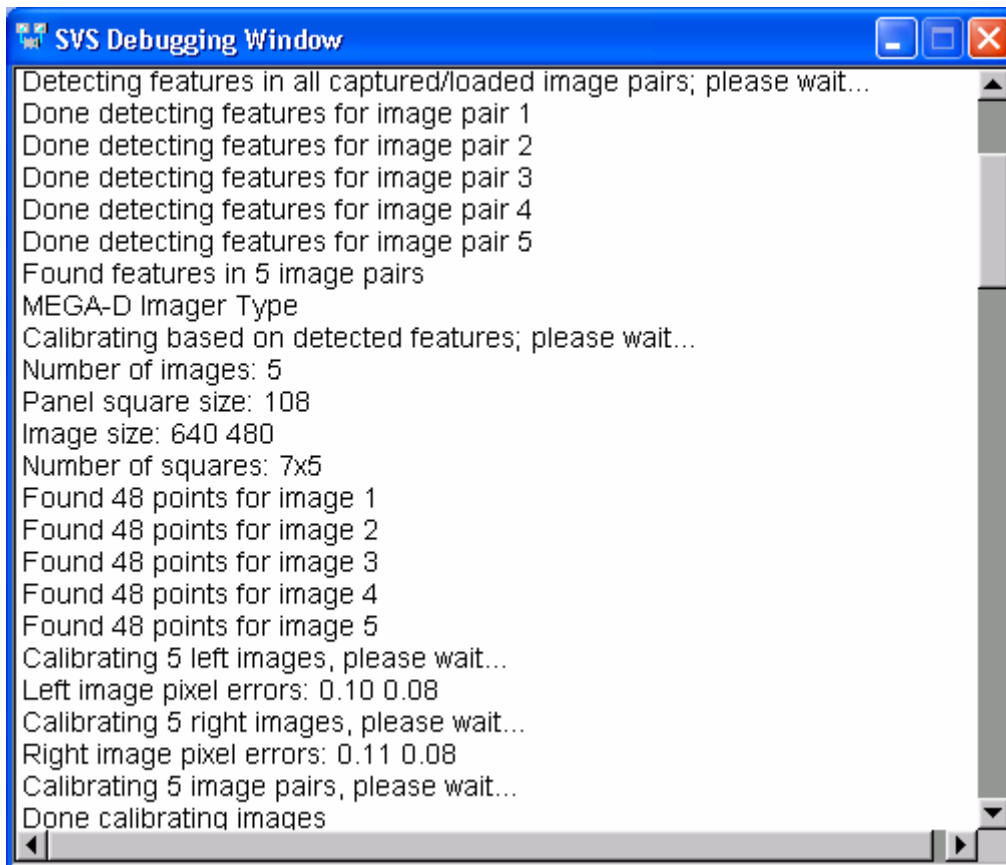 SVS Debugging Window
Detecting features in all captured/loaded image pairs; please wait...
Done detecting features for image pair 1
Done detecting features for image pair 2
Done detecting features for image pair 3
Done detecting features for image pair 4
Done detecting features for image pair 5
Found features in 5 image pairs
MEGA-D Imager Type
Calibrating based on detected features; please wait...
Number of images: 5
Panel square size: 108
Image size: 640 480
Number of squares: 7x5
Found 48 points for image 1
Found 48 points for image 2
Found 48 points for image 3
Found 48 points for image 4
Found 48 points for image 5
Calibrating 5 left images, please wait...
Left image pixel errors: 0.10 0.08
Calibrating 5 right images, please wait...
Right image pixel errors: 0.11 0.08
Calibrating 5 image pairs, please wait...
Done calibrating images